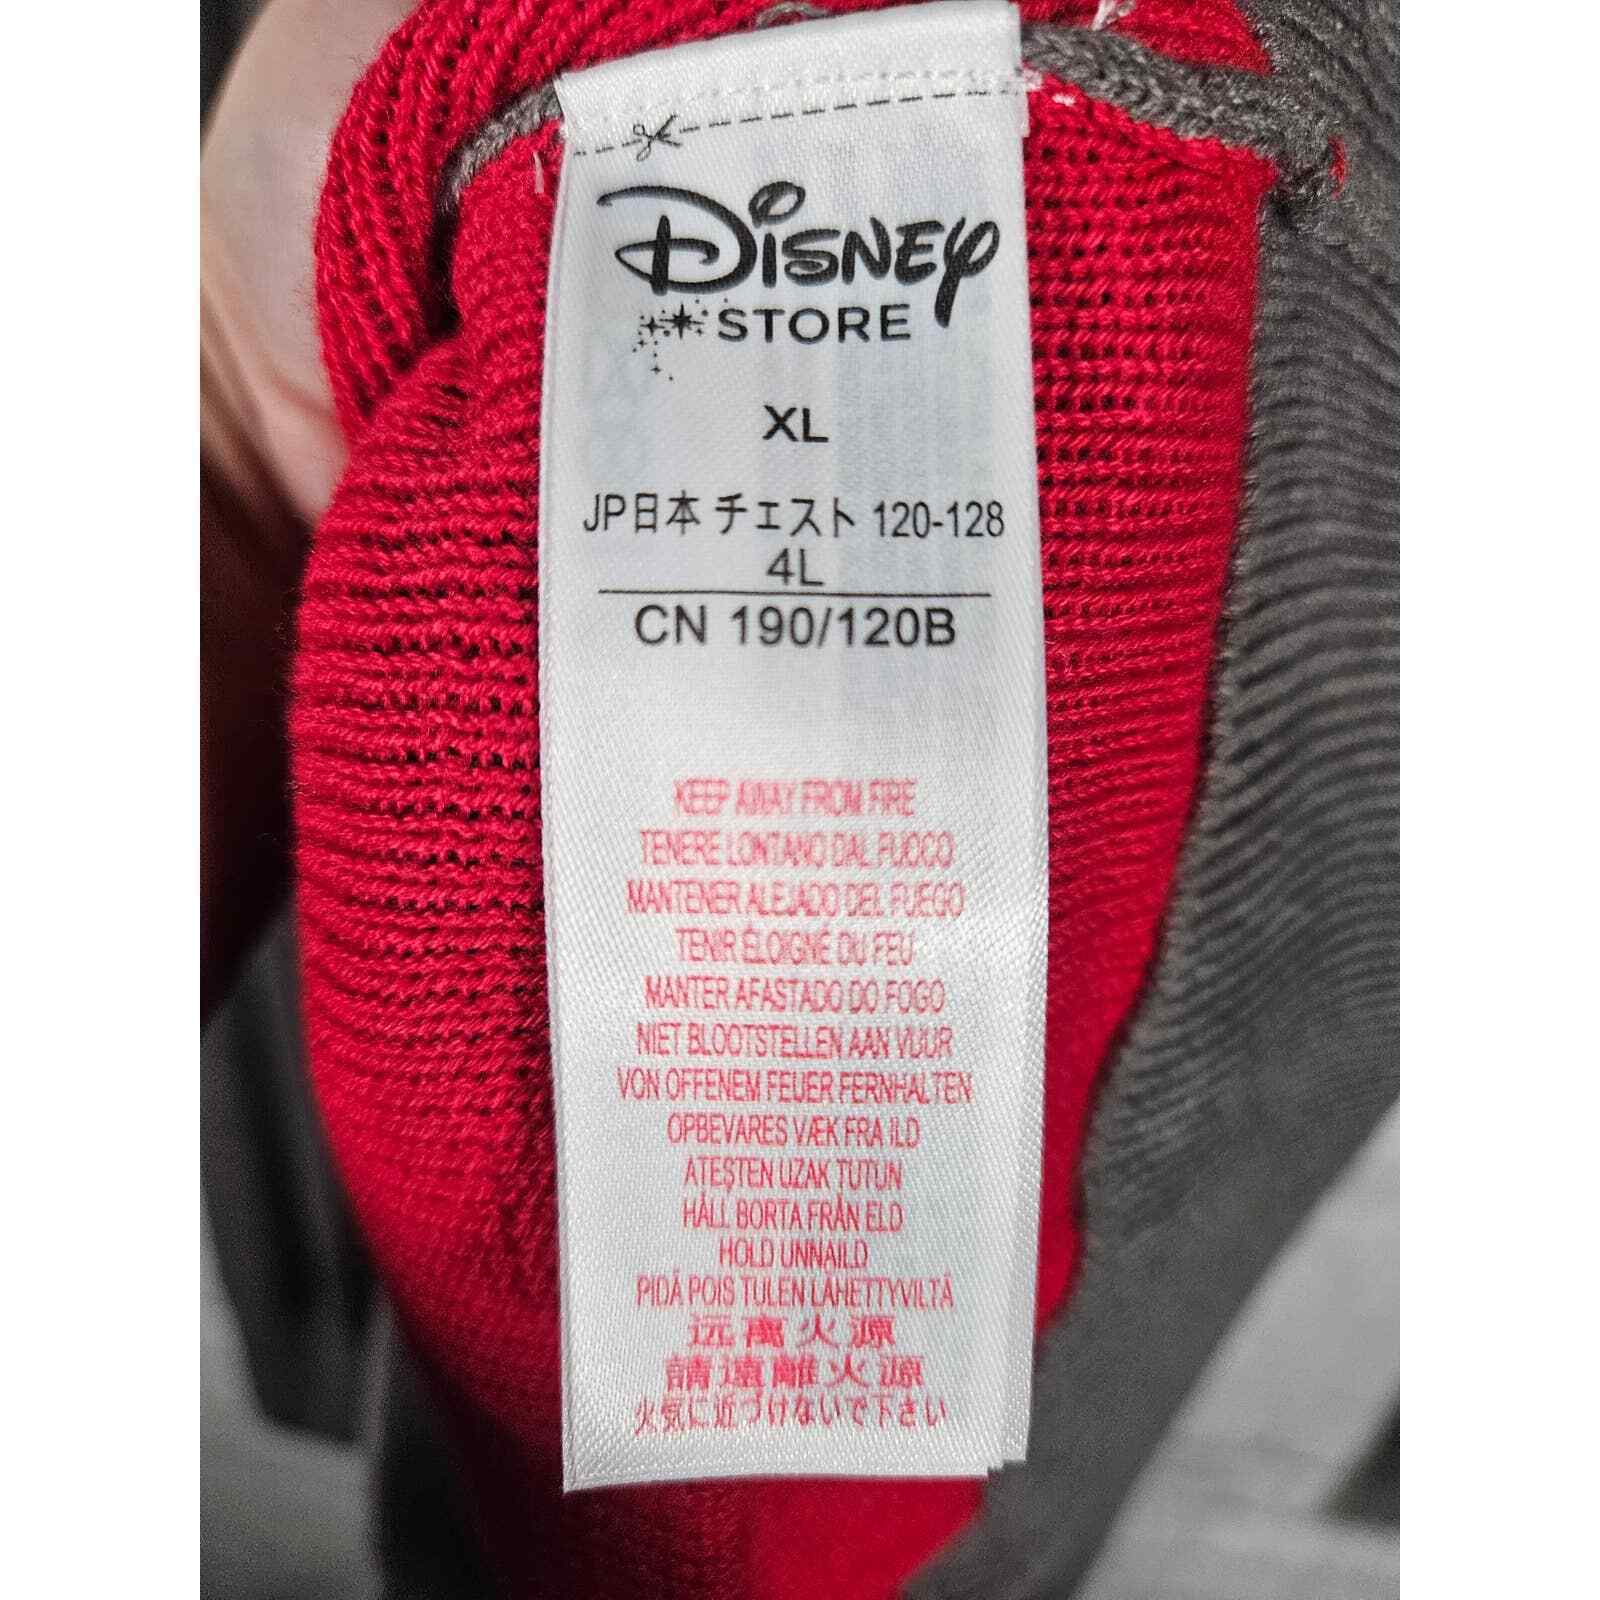 Disney
STORE
XL
JP日本 チェスト 120-128
4L
CN 190/120B
KEEP AWAY FROM FIRE
TENERE LONTANO DAL FUOCO
MANTENER ALEJADO DEL FUEGO
TENIR ÉLOIGNÉ DU FEU
MANTER AFASTADO DO FOGO
NIET BLOOTSTELLEN AAN VUUR
VON OFFENEM FEUER FERNHALTEN
OPBEVARES VÆK FRA ILD
ATEŞTEN UZAK TUTUN
HÅLL BORTA FRÅN ELD
HOLD UNNA ILD
PIDÄ POIS TULEN LÄHETTYVILTÄ
远离火源
請遠離火源
火気に近づけないで下さい